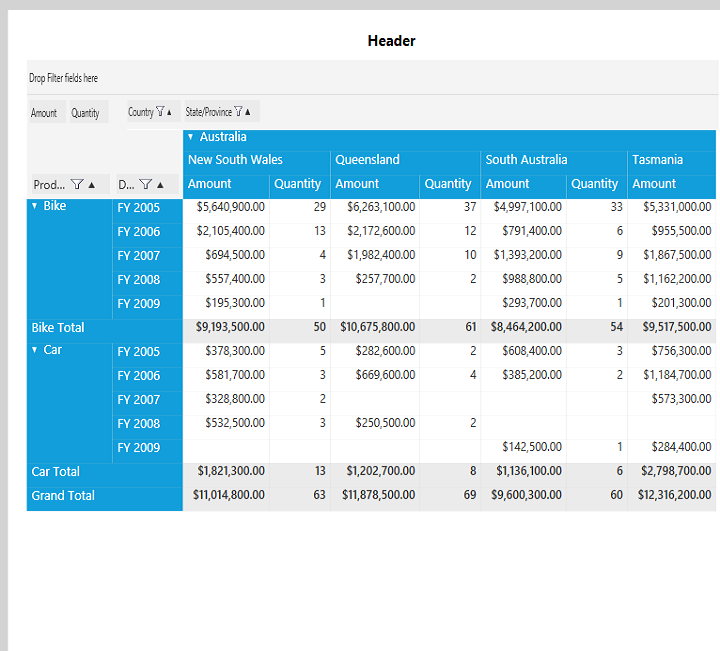 Header
Drop Filter fields here
Amount Quantity Country State/Province
Australia
New South Wales Queensland South Australia Tasmania
Prod... D... Amount Quantity Amount Quantity Amount Quantity Amount
Bike FY 2005 $5,640,900.00 29 $6,263,100.00 37 $4,997,100.00 33 $5,331,000.00
FY 2006 $2,105,400.00 13 $2,172,600.00 12 $791,400.00 6 $955,500.00
FY 2007 $694,500.00 4 $1,982,400.00 10 $1,393,200.00 9 $1,867,500.00
FY 2008 $557,400.00 3 $257,700.00 2 $988,800.00 5 $1,162,200.00
FY 2009 $195,300.00 1 $293,700.00 1 $201,300.00
Bike Total $9,193,500.00 50 $10,675,800.00 61 $8,464,200.00 54 $9,517,500.00
Car FY 2005 $378,300.00 5 $282,600.00 2 $608,400.00 3 $756,300.00
FY 2006 $581,700.00 3 $669,600.00 4 $385,200.00 2 $1,184,700.00
FY 2007 $328,800.00 2 $573,300.00
FY 2008 $532,500.00 3 $250,500.00 2
FY 2009 $142,500.00 1 $284,400.00
Car Total $1,821,300.00 13 $1,202,700.00 8 $1,136,100.00 6 $2,798,700.00
Grand Total $11,014,800.00 63 $11,878,500.00 69 $9,600,300.00 60 $12,316,200.00